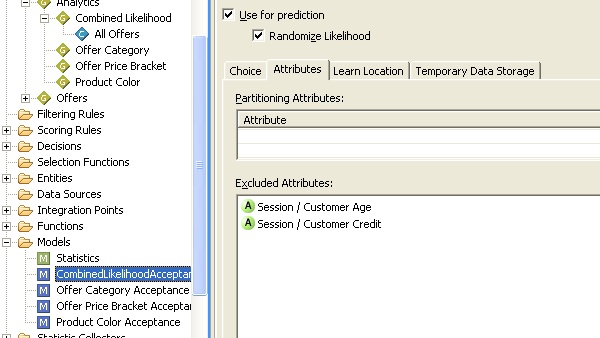 Analytics
Combined Likelihood
All Offers
Offer Category
Offer Price Bracket
Product Color
Offers
Filtering Rules
Scoring Rules
Decisions
Selection Functions
Entities
Data Sources
Integration Points
Functions
Models
Statistics
CombinedLikelihoodAcceptan
Offer Category Acceptance
Offer Price Bracket Acceptan
Product Color Acceptance
Statistic Collectors
Use for prediction
Randomize Likelihood
Choice Attributes Learn Location Temporary Data Storage
Partitioning Attributes:
Attribute
Excluded Attributes:
Session / Customer Age
Session / Customer Credit